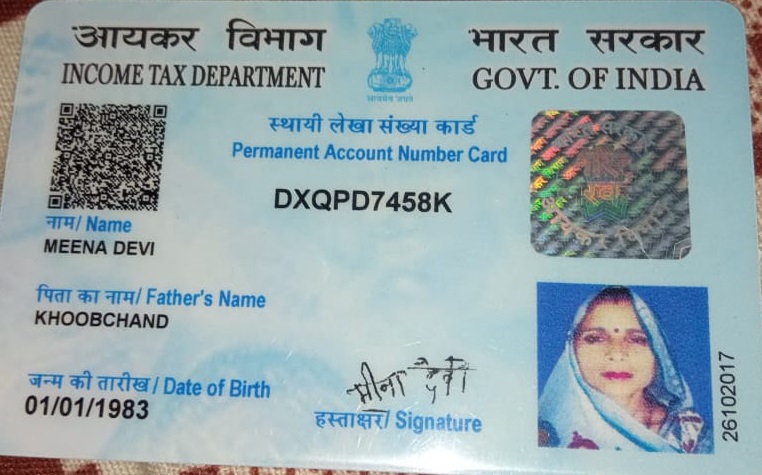 आयकर विभाग
भारत सरकार
INCOME TAX DEPARTMENT
GOVT. OF INDIA
सत्यमेव जयते
स्थायी लेखा संख्या कार्ड
Permanent Account Number Card
DXQPD7458K
नाम/ Name
MEENA DEVI
पिता का नाम/ Father's Name
KHOOBCHAND
जन्म की तारीख/ Date of Birth
01/01/1983
मीना देवी
हस्ताक्षर/ Signature
26102017